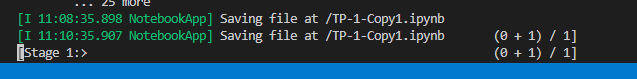 ... 25 more
[I 11:08:35.898 NotebookApp] Saving file at /TP-1-Copy1.ipynb
[I 11:10:35.907 NotebookApp] Saving file at /TP-1-Copy1.ipynb (0 + 1) / 1]
[Stage 1:> (0 + 1) / 1]